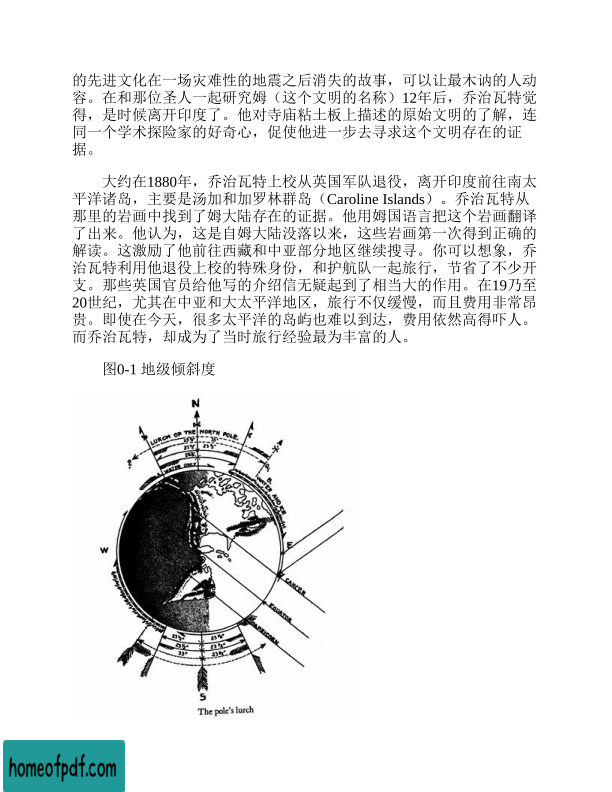 的先进文化在一场灾难性的地震之后消失的故事，可以让最木讷的人动
容。在和那位圣人一起研究姆（这个文明的名称）12年后，乔治瓦特觉
得，是时候离开印度了。他对寺庙粘土板上描述的原始文明的了解，连
同一个学术探险家的好奇心，促使他进一步去寻求这个文明存在的证
据。
大约在1880年，乔治瓦特上校从英国军队退役，离开印度前往南太
平洋诸岛，主要是汤加和加罗林群岛（Caroline Islands）。乔治瓦特从
那里的岩画中找到了姆大陆存在的证据。他用姆国语言把这个岩画翻译
了出来。他认为，这是自姆大陆没落以来，这些岩画第一次得到正确的
解读。这激励了他前往西藏和中亚部分地区继续搜寻。你可以想象，乔
治瓦特利用他退役上校的特殊身份，和护航队一起旅行，节省了不少开
支。那些英国官员给他写的介绍信无疑起到了相当大的作用。在19乃至
20世纪，尤其在中亚和大太平洋地区，旅行不仅缓慢，而且费用非常昂
贵。即使在今天，很多太平洋的岛屿也难以到达，费用依然高得吓人。
而乔治瓦特，却成为了当时旅行经验最为丰富的人。
图0-1 地级倾斜度
N
LURCH OF THE NORTH POLE.
WATER ONLY
W
E
CANCER
EQUATOR
CAPRICORN
S
The pole's lurch
homeofpdf.com